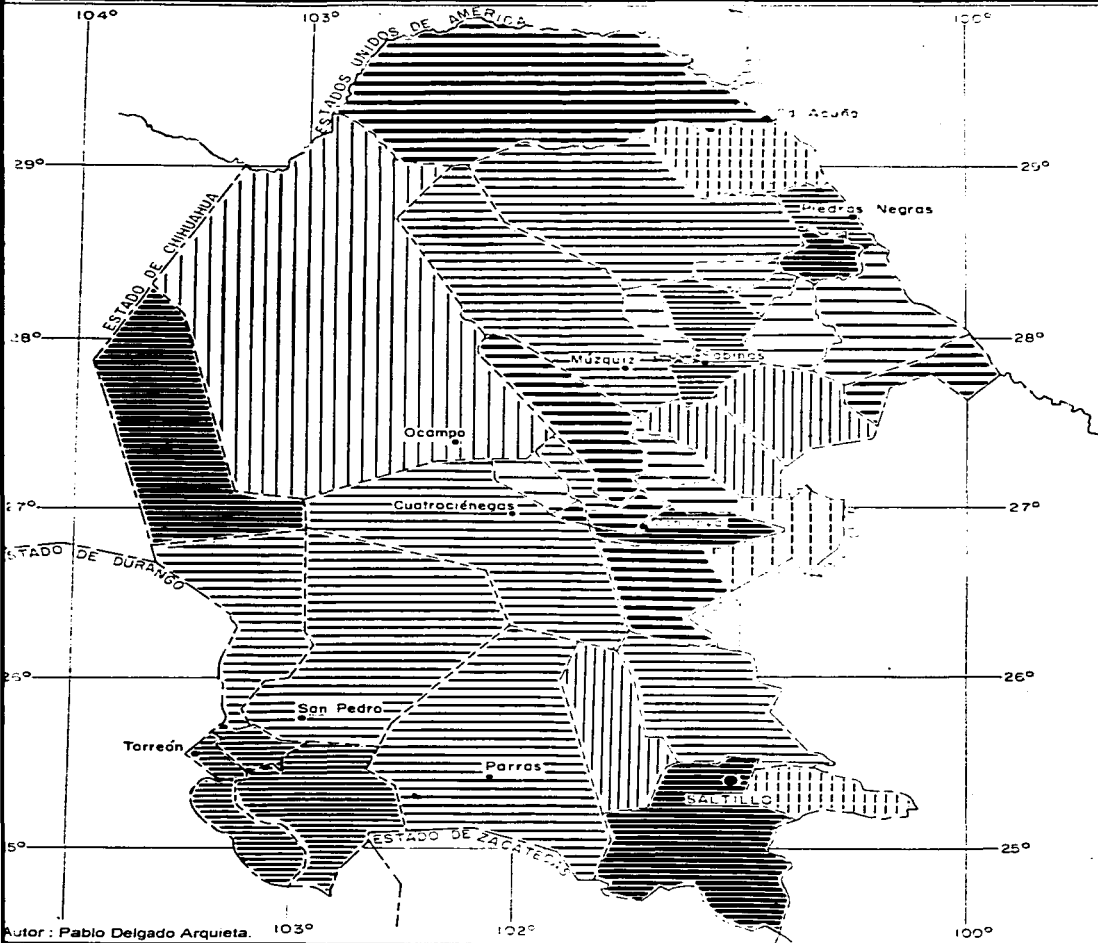 104°
103°
100°
ESTADOS UNIDOS DE AMERICA
Acuña
29°
29°
Piedras Negras
ESTADO DE CHIHUAHUA
28°
28°
Múzquiz
Sabinas
Ocampo
Cuatrociénegas
27°
27°
ESTADO DE DURANGO
26°
26°
San Pedro
Torreón
Parras
SALTILLO
ESTADO DE ZACATECAS
25°
25°
103°
102°
100°
Autor : Pablo Delgado Arquieta.